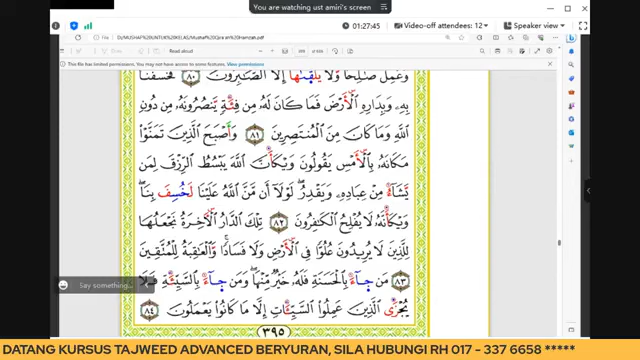 You are watching ust amiri's screen
01:27:45
Video-off attendees: 12
Speaker view
This file has limited permissions. You may not have access to some features. View permissions
Read aloud
وَعَمِلَ صَٰلِحًا وَلَا يُلَقَّىٰهَا إِلَّا ٱلصَّٰبِرُونَ ۝٨٠ فَخَسَفْنَا
بِهِۦ وَبِدَارِهِ ٱلْأَرْضَ فَمَا كَانَ لَهُۥ مِن فِئَةٍ يَنصُرُونَهُۥ مِن دُونِ
ٱللَّهِ وَمَا كَانَ مِنَ ٱلْمُنتَصِرِينَ ۝٨١ وَأَصْبَحَ ٱلَّذِينَ تَمَنَّوْا۟
مَكَانَهُۥ بِٱلْأَمْسِ يَقُولُونَ وَيْكَأَنَّ ٱللَّهَ يَبْسُطُ ٱلرِّزْقَ لِمَن
يَشَآءُ مِنْ عِبَادِهِۦ وَيَقْدِرُ لَوْلَآ أَن مَّنَّ ٱللَّهُ عَلَيْنَا لَخُسِفَ بِنَا
وَيْكَأَنَّهُۥ لَا يُفْلِحُ ٱلْكَٰفِرُونَ ۝٨٢ تِلْكَ ٱلدَّارُ ٱلْأَخِرَةُ نَجْعَلُهَا
لِلَّذِينَ لَا يُرِيدُونَ عُلُوًّا فِى ٱلْأَرْضِ وَلَا فَسَادًا وَٱلْعَٰقِبَةُ لِلْمُتَّقِينَ
۝٨٣ مَن جَآءَ بِٱلْحَسَنَةِ فَلَهُۥ خَيْرٌ مِّنْهَا وَمَن جَآءَ بِٱلسَّيِّئَةِ فَلَا
يُجْزَى ٱلَّذِينَ عَمِلُوا۟ ٱلسَّيِّـَٔاتِ إِلَّا مَا كَانُوا۟ يَعْمَلُونَ ۝٨٤
٣٩٥
Say something...
DATANG KURSUS TAJWEED ADVANCED BERYURAN, SILA HUBUNGI RH 017 - 337 6658 *****